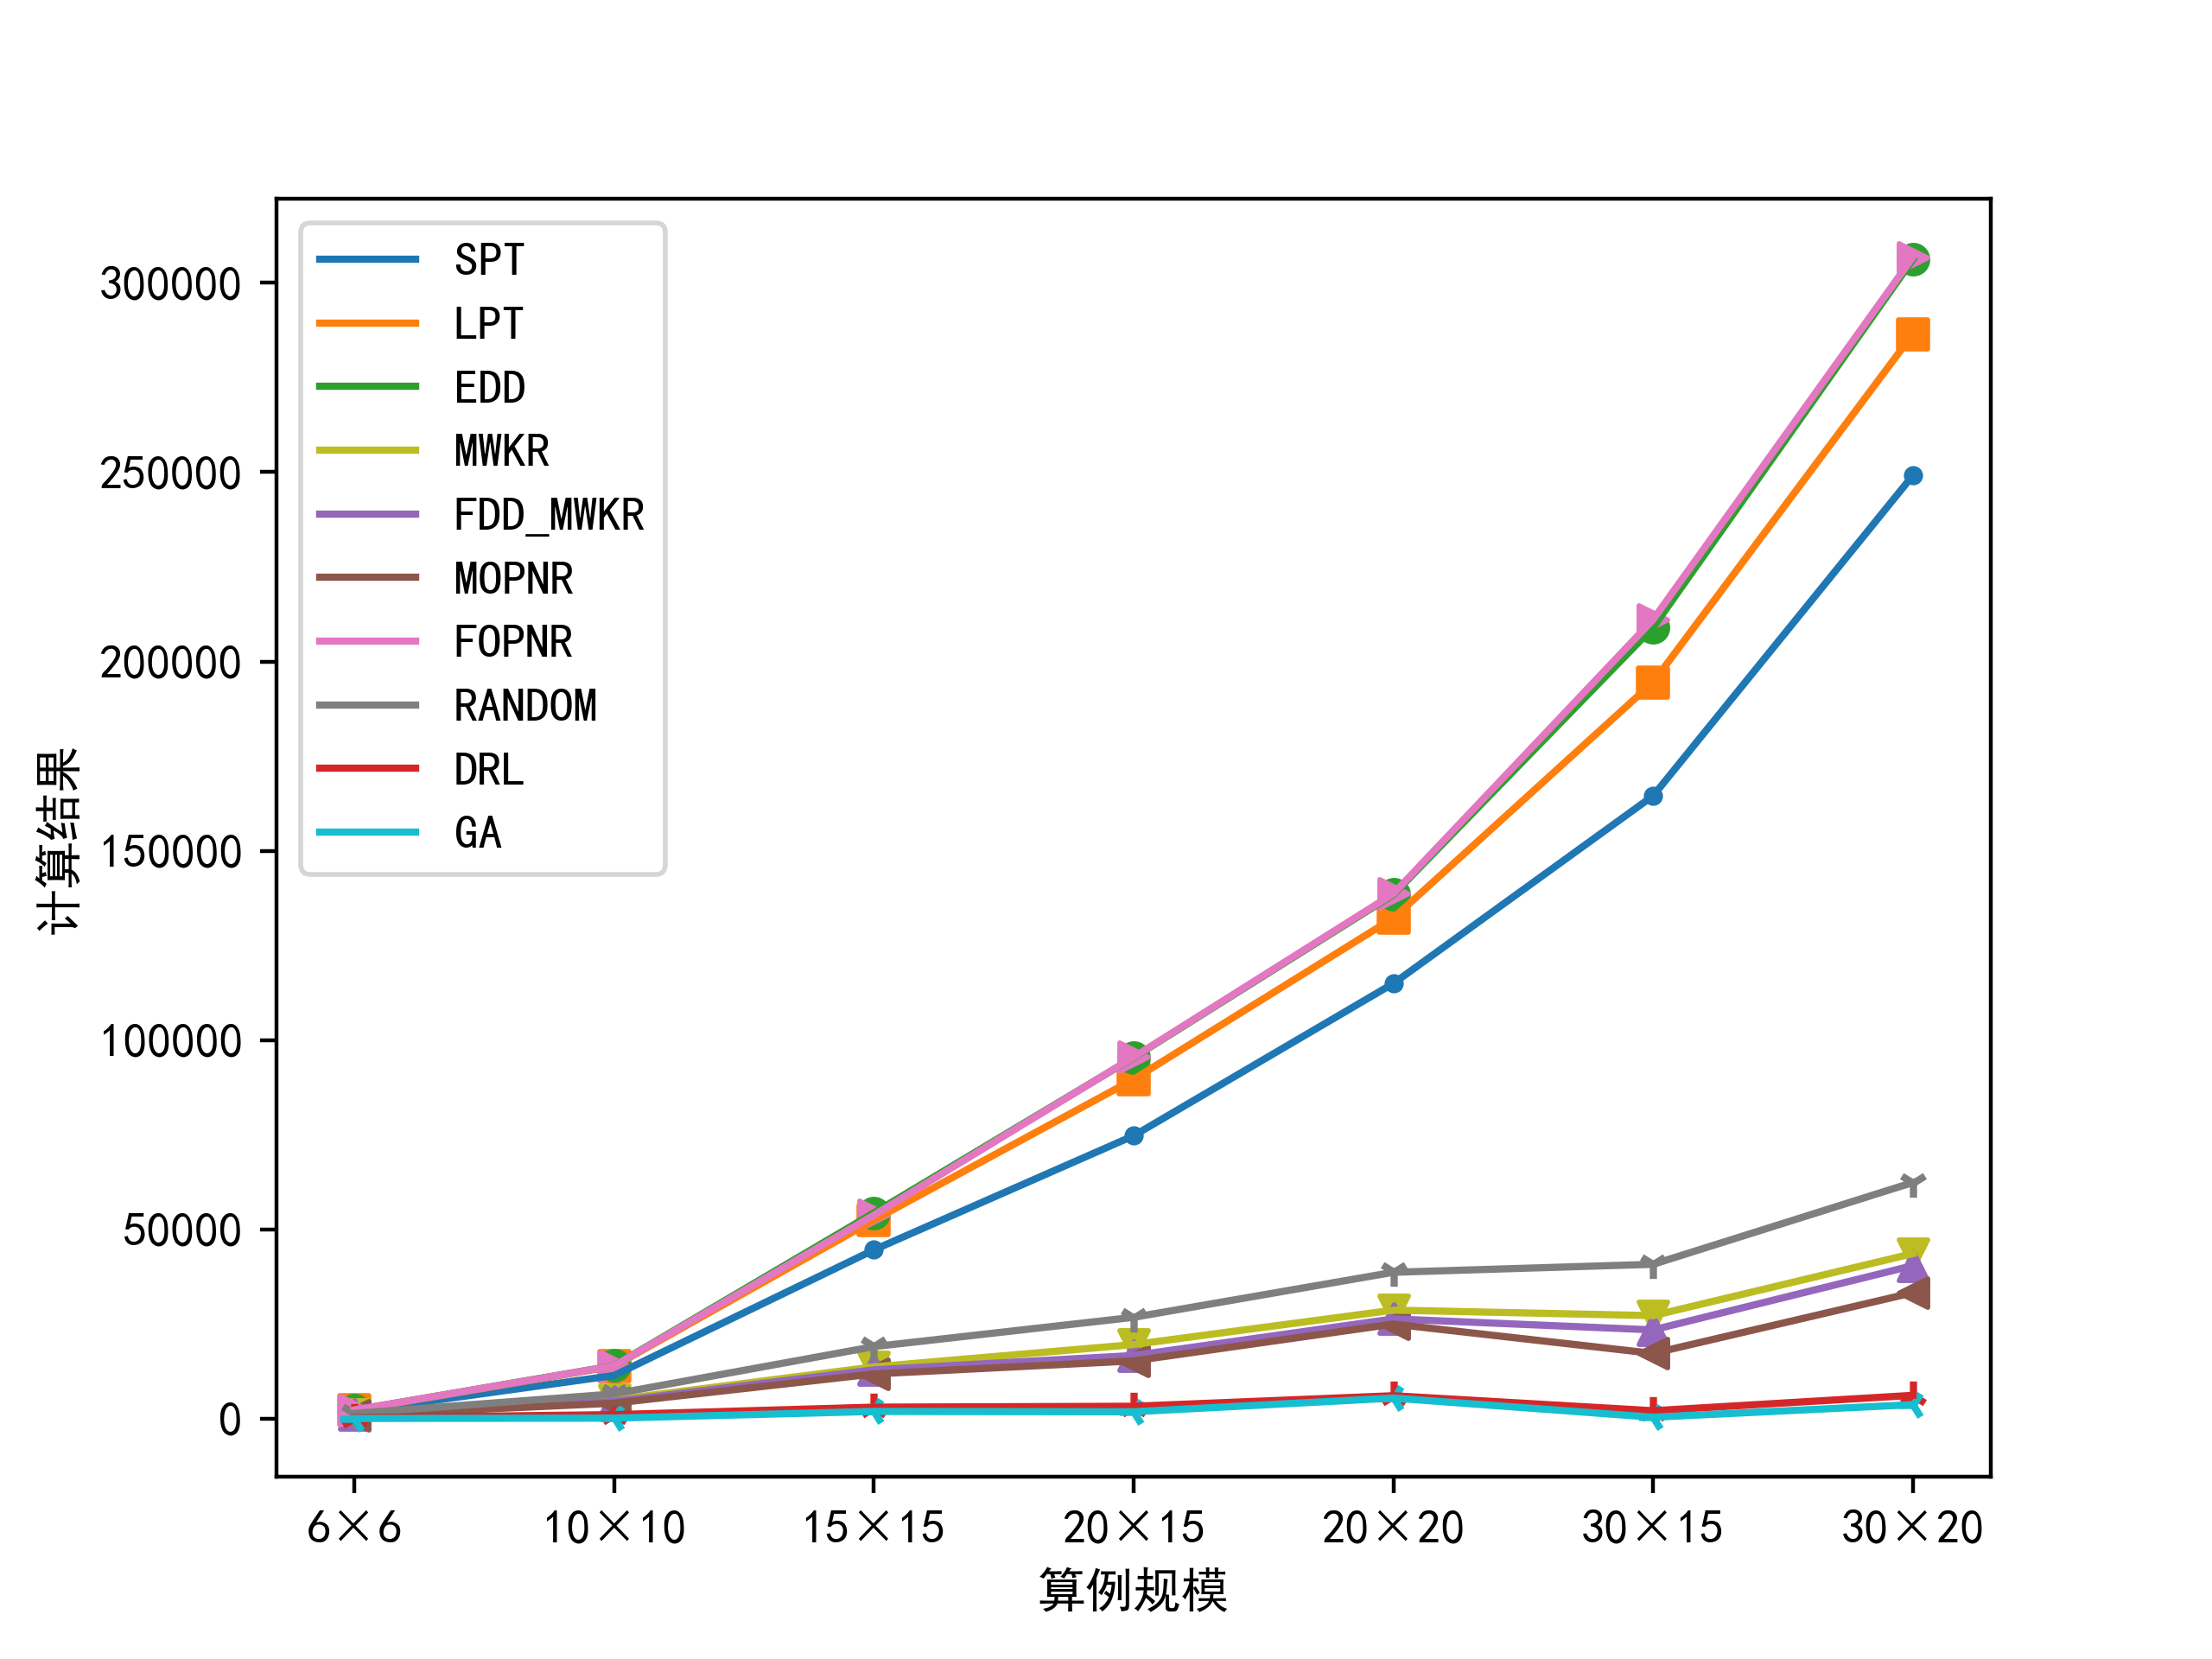 SPT
LPT
EDD
MWKR
FDD_MWKR
MOPNR
FOPNR
RANDOM
DRL
GA
计算结果
300000
250000
200000
150000
100000
50000
0
6×6 10×10 15×15 20×15 20×20 30×15 30×20
算例规模